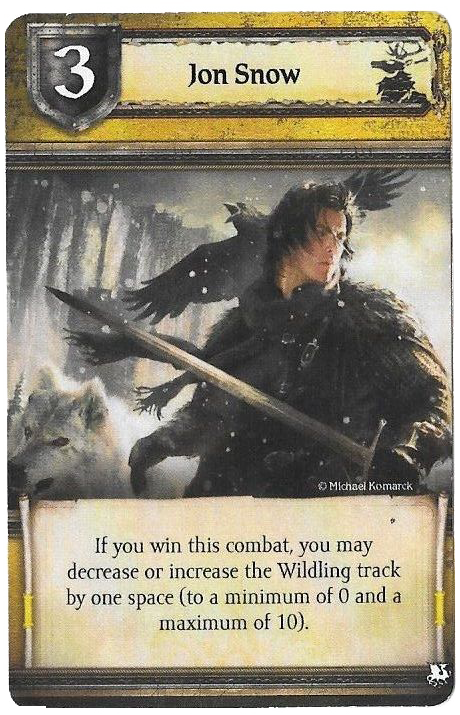 3
Jon Snow
© Michael Komarck
If you win this combat, you may
decrease or increase the Wildling track
by one space (to a minimum of 0 and a
maximum of 10).